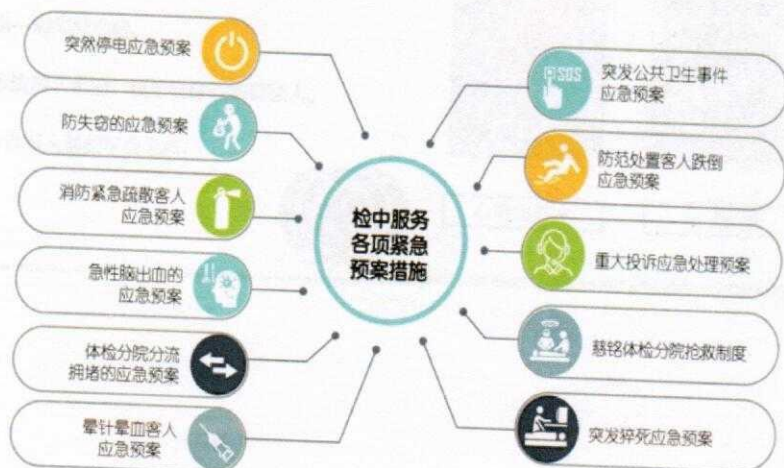 突然停电应急预案
防失窃的应急预案
消防紧急疏散客人
应急预案
急性脑出血的
应急预案
体检分院分流
拥堵的应急预案
晕针晕血客人
应急预案
检中服务
各项紧急
预案措施
SOS
突发公共卫生事件
应急预案
防范处置客人跌倒
应急预案
重大投诉应急处理预案
慈铭体检分院抢救制度
突发猝死应急预案